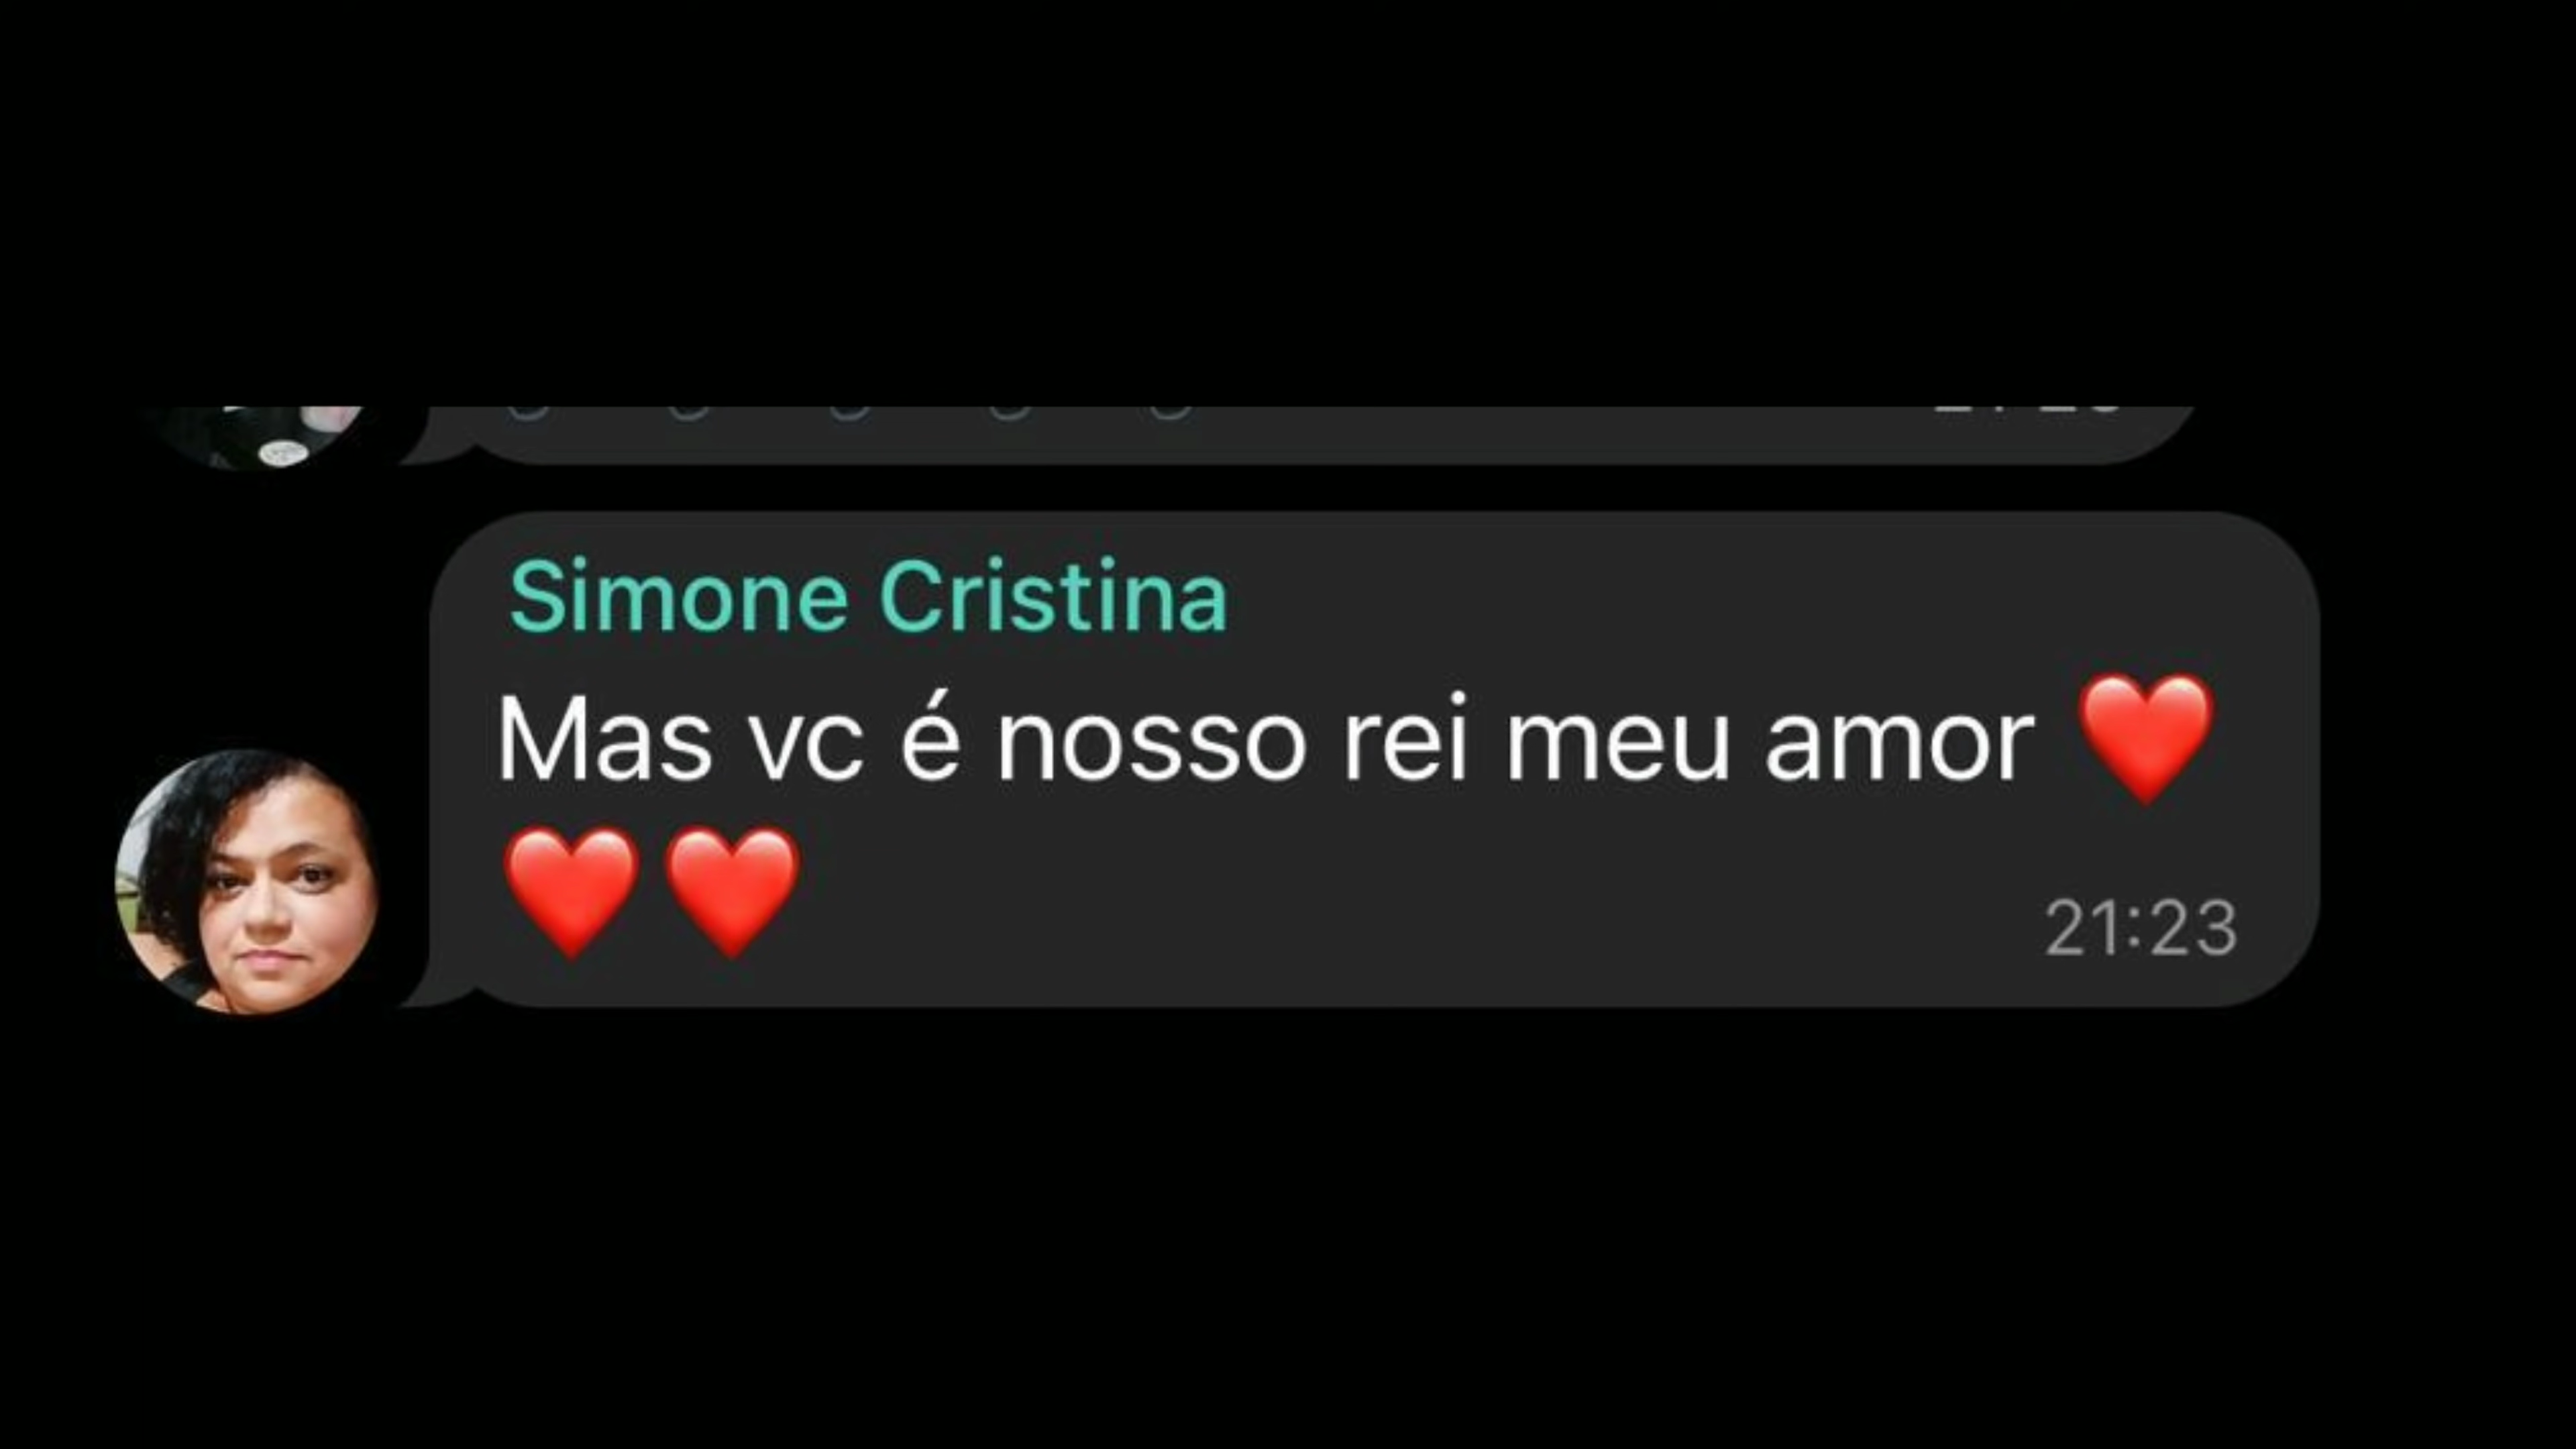 Simone Cristina
Mas vc é nosso rei meu amor ❤️
❤️❤️
21:23